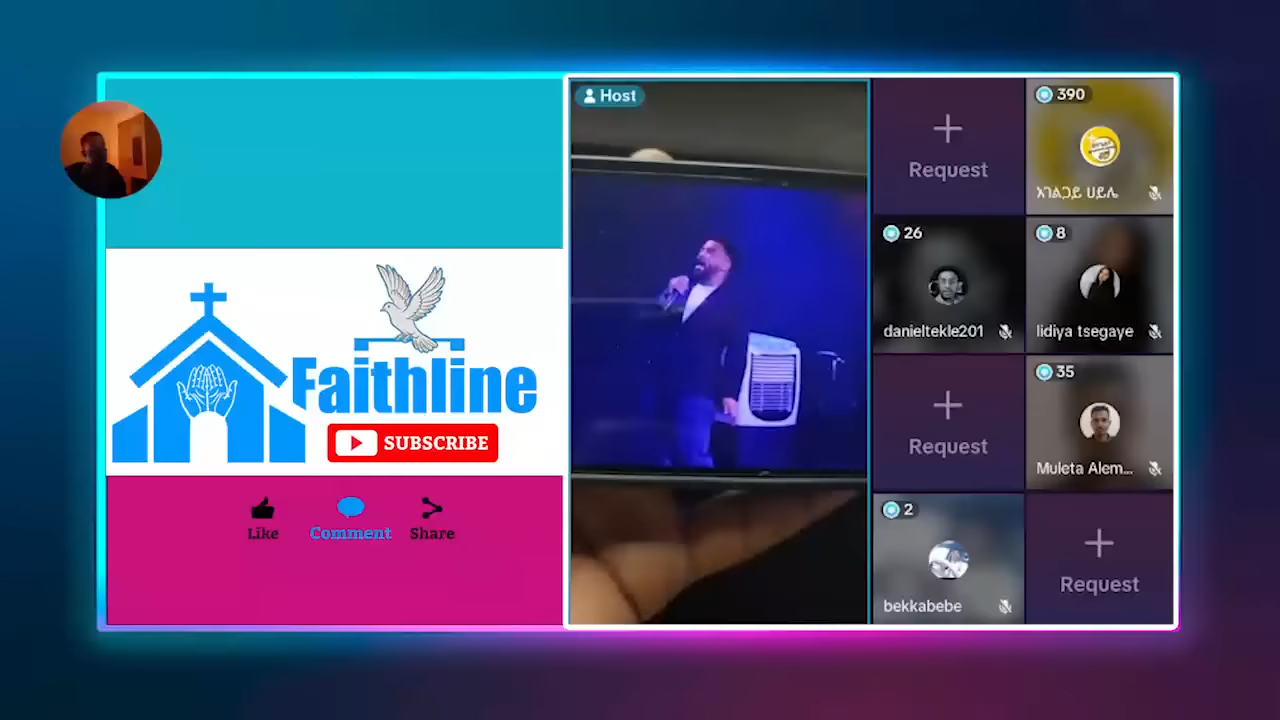 Faithline
SUBSCRIBE
Like
Comment
Share
Host
Request
390
አገልጋይ ሀይሌ
26
danieltekle201
8
lidiya tsegaye
Request
35
Muleta Alem...
2
bekkabebe
Request